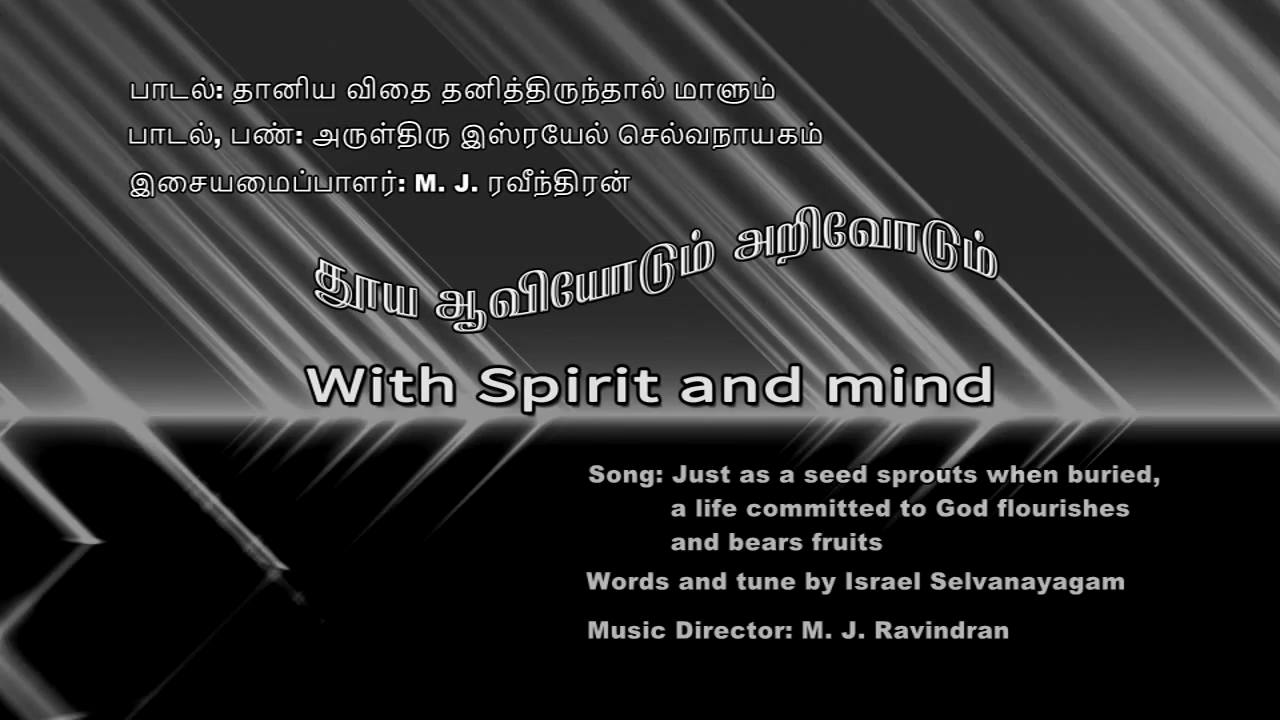 பாடல்: தானிய விதை தனித்திருந்தால் மாளும்
பாடல், பண்: அருள்திரு இஸ்ரயேல் செல்வநாயகம்
இசையமைப்பாளர்: M. J. ரவீந்திரன்
தூய ஆவியோடும் அறிவோடும்
With Spirit and mind
Song: Just as a seed sprouts when buried,
a life committed to God flourishes
and bears fruits
Words and tune by Israel Selvanayagam
Music Director: M. J. Ravindran